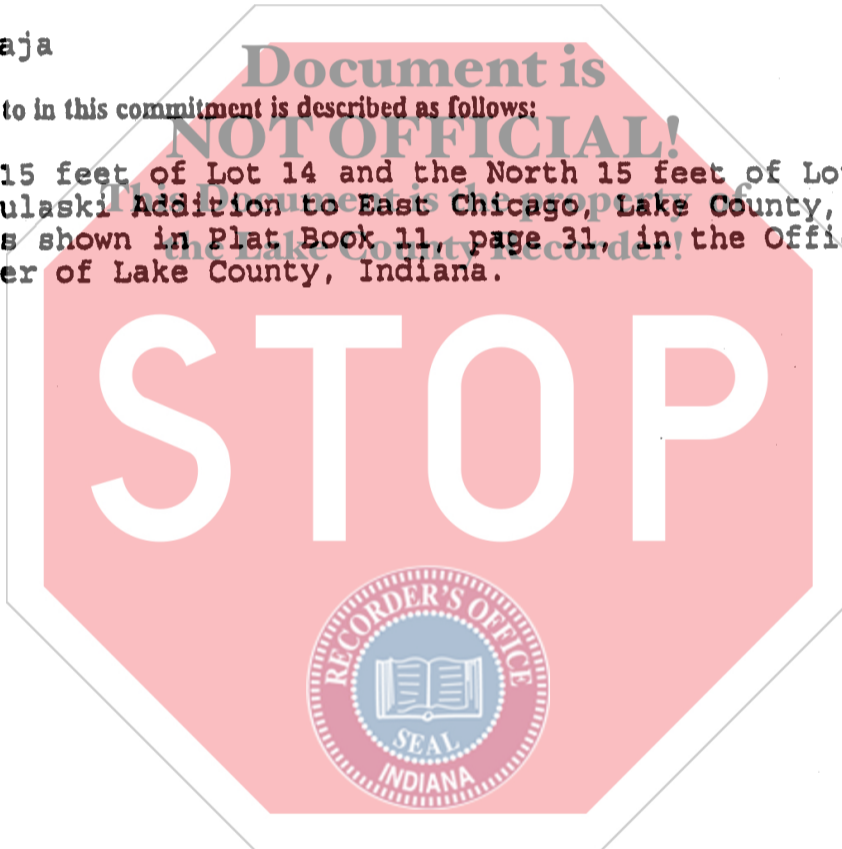 aja
Document is
to in this commitment is described as follows:
NOT OFFICIAL!
15 feet of Lot 14 and the North 15 feet of Lo
This Document is the property of
ulaski Addition to East Chicago, Lake County,
s shown in Plat Book 11, page 31, in the Offi
the Lake County Recorder!
er of Lake County, Indiana.
STOP
RECORDER'S OFFICE
SEAL
INDIANA